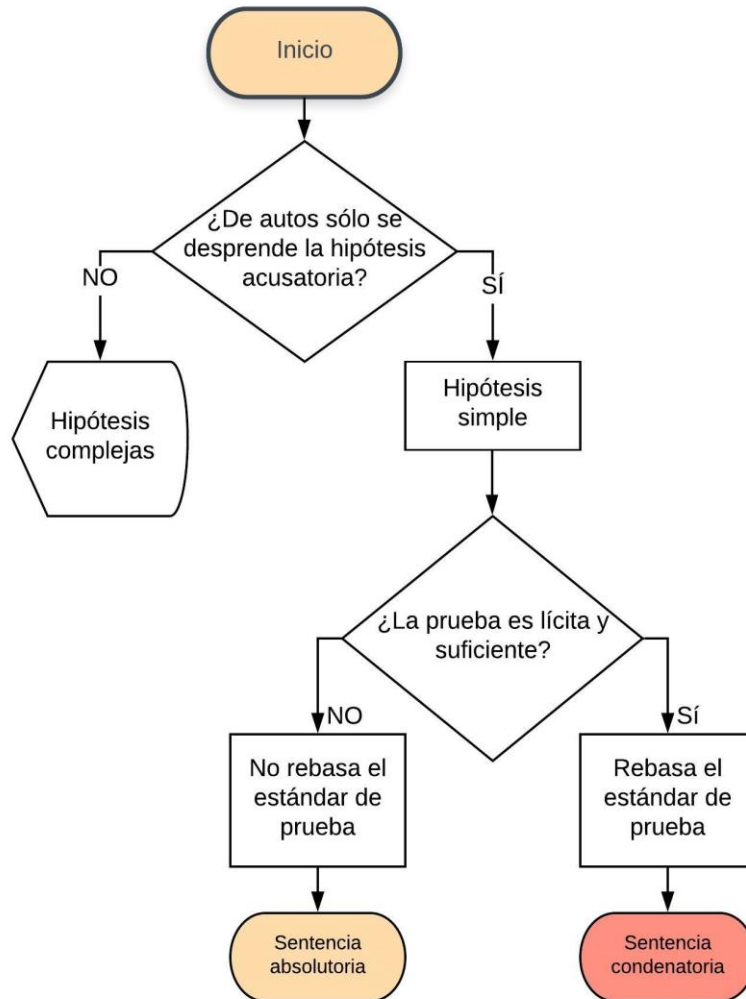 Inicio
¿De autos sólo se
desprende la hipótesis
acusatoria?
NO
SÍ
Hipótesis
complejas
Hipótesis
simple
¿La prueba es lícita y
suficiente?
NO
Sí
No rebasa el
estándar de
prueba
Rebasa el
estándar de
prueba
Sentencia
absolutoria
Sentencia
condenatoria